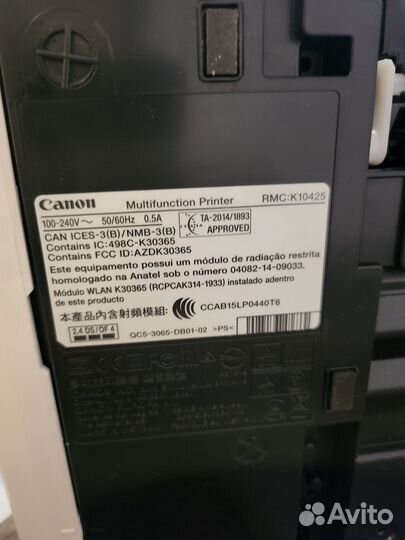 Canon Multifunction Printer RMC:K10425
100-240V~ 50/60Hz 0.5A TA-2014/1893 APPROVED
CAN ICES-3(B)/NMB-3(B)
Contains IC:498C-K30365
Contains FCC ID:AZDK30365
Este equipamento possui um módulo de radiação restrita
homologado na Anatel sob o número 04082-14-09033.
Módulo WLAN K30365 (RCPCAK314-1933) instalado adentro
de este producto
本產品內含射頻模組: CCAB15LP0440T6
2.4 DS/OF 4 QC5-3065-DB01-02 >PS<
Avito